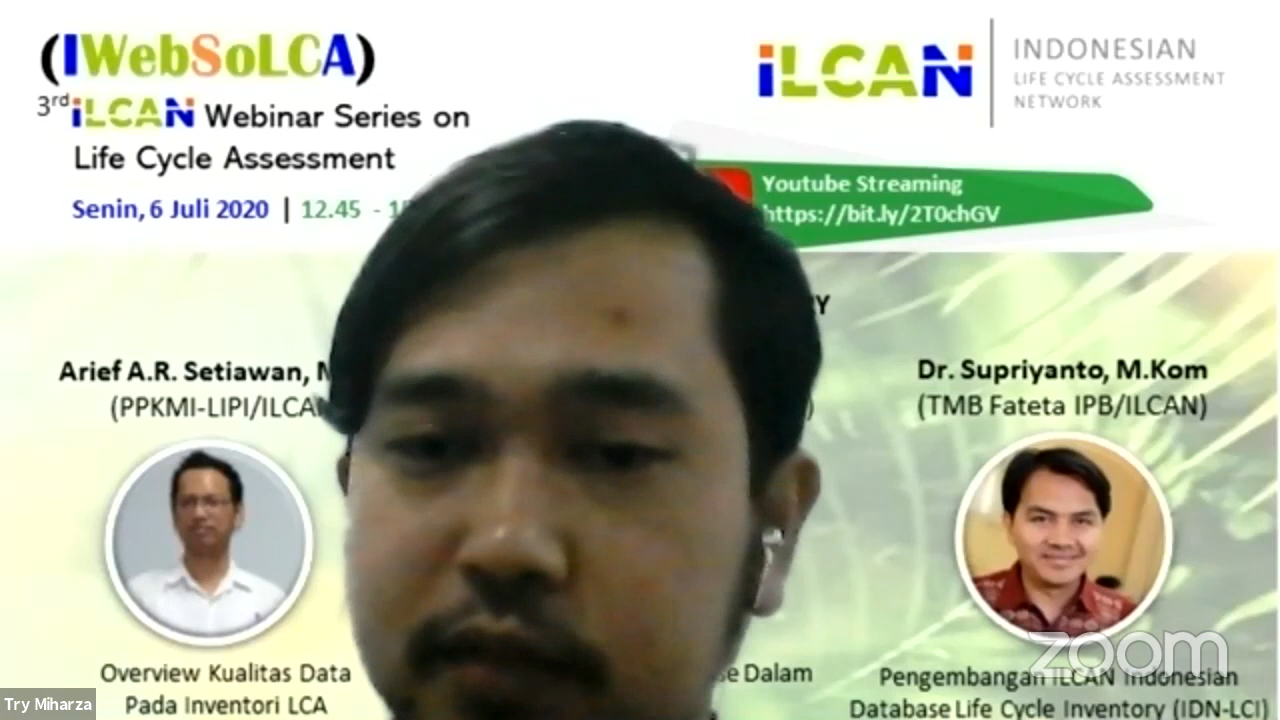 (IWebSoLCA)
3rd iLCAN Webinar Series on
Life Cycle Assessment
Senin, 6 Juli 2020 | 12.45 - 1
iLCAN
INDONESIAN
LIFE CYCLE ASSESSMENT
NETWORK
Youtube Streaming
https://bit.ly/2T0chGV
Arief A.R. Setiawan,
(PPKMI-LIPI/ILCA
Dr. Supriyanto, M.Kom
(TMB Fateta IPB/ILCAN)
Overview Kualitas Data
Pada Inventori LCA
Dalam
Pengembangan ILCAN Indonesian
Database Life Cycle Inventory (IDN-LCI)
zoom
Try Miharza